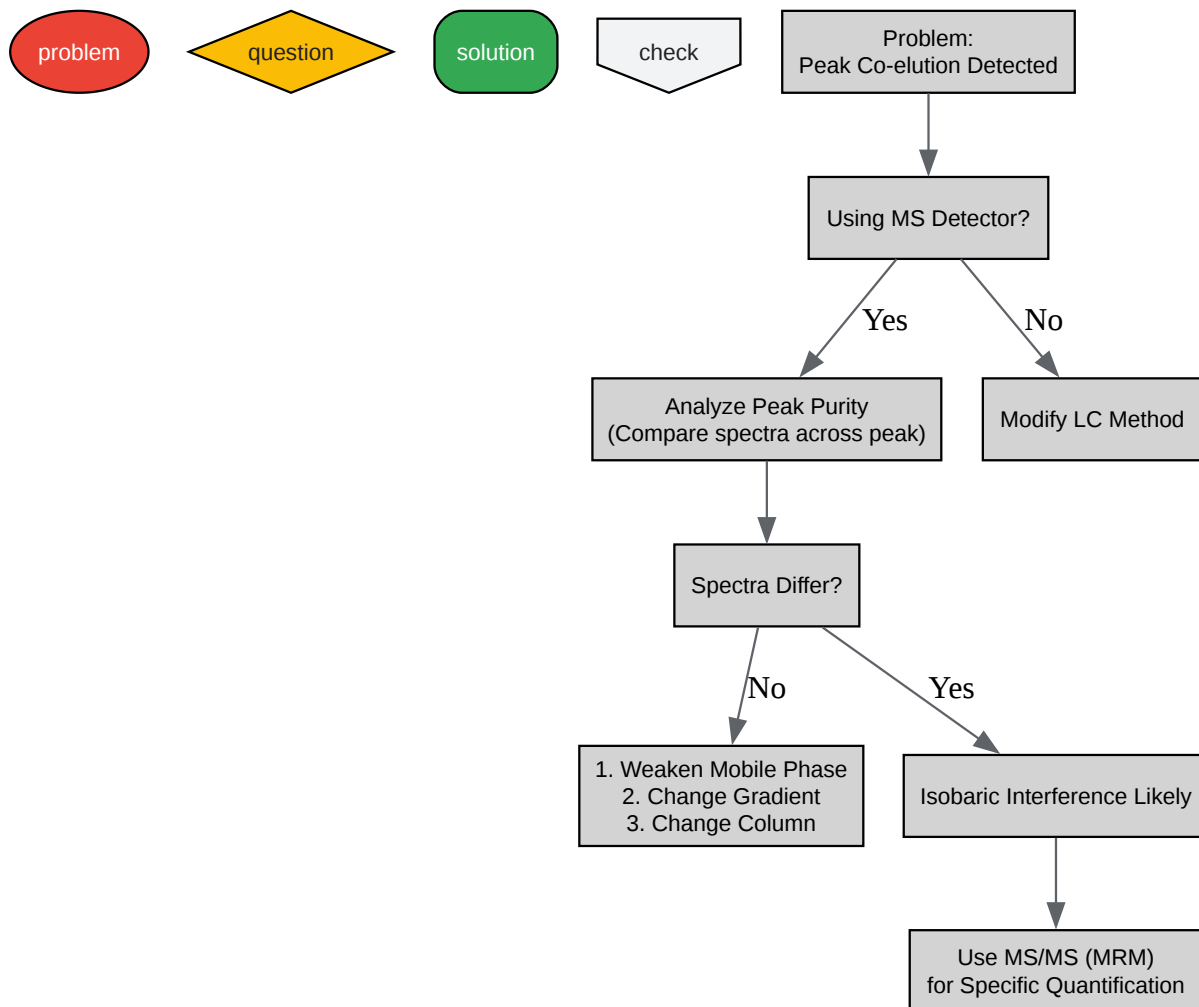 problem
question
solution
check
Problem:
Peak Co-elution Detected
Using MS Detector?
Yes
No
Analyze Peak Purity
(Compare spectra across peak)
Modify LC Method
Spectra Differ?
No
Yes
1. Weaken Mobile Phase
2. Change Gradient
3. Change Column
Isobaric Interference Likely
Use MS/MS (MRM)
for Specific Quantification